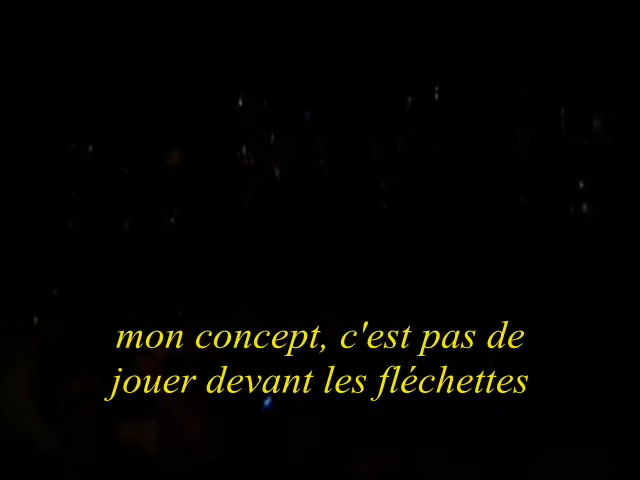 mon concept, c'est pas de
jouer devant les fléchettes